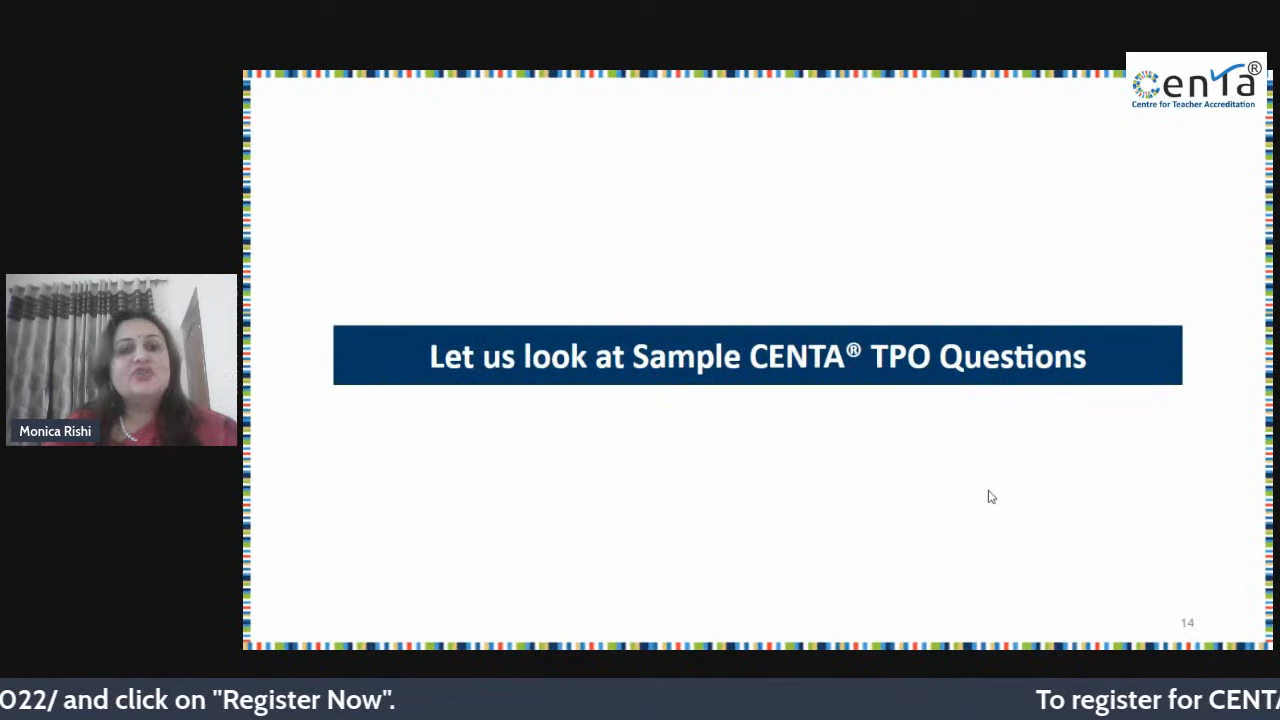 CenTa®
Centre for Teacher Accreditation
Let us look at Sample CENTA® TPO Questions
Monica Rishi
14
022/ and click on "Register Now".
To register for CENTA